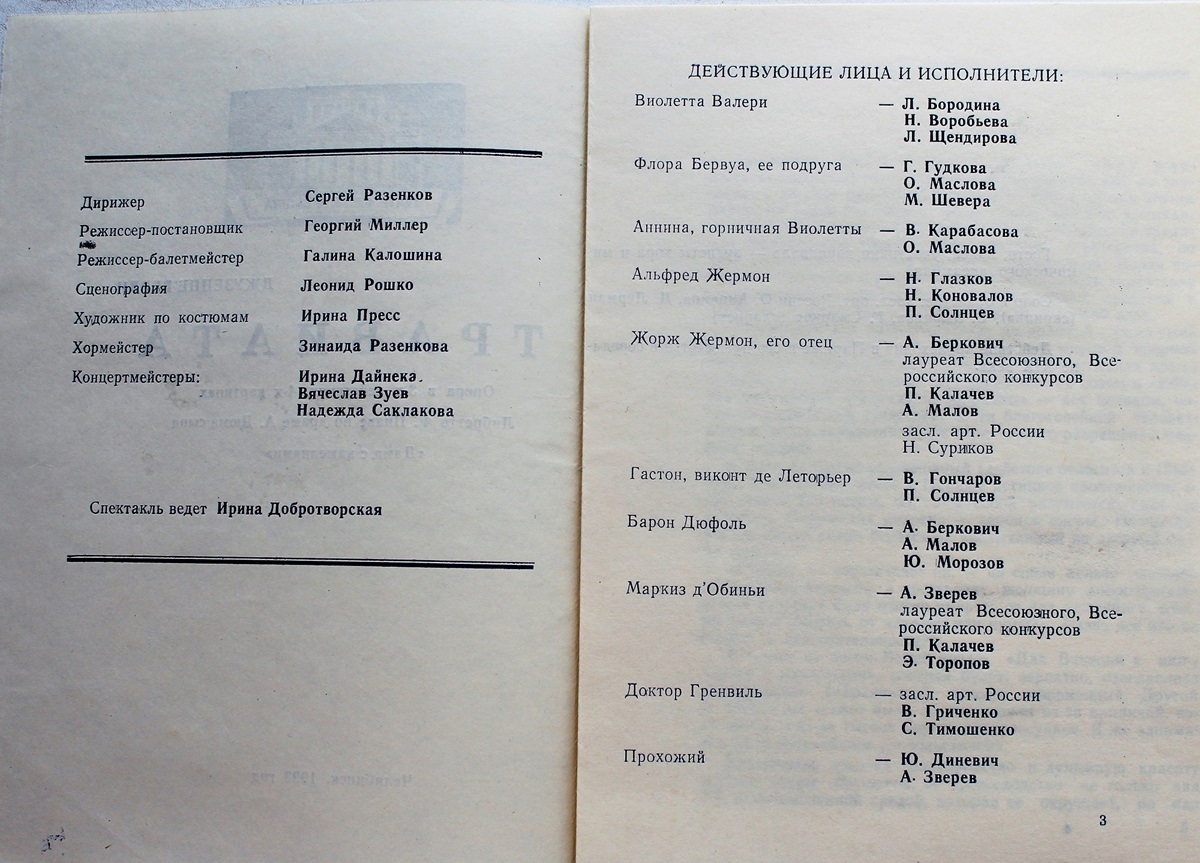 Дирижер Сергей Разенков
Режиссер-постановщик Георгий Миллер
Режиссер-балетмейстер Галина Калошина
Сценография Леонид Рошко
Художник по костюмам Ирина Пресс
Хормейстер Зинаида Разенкова
Концертмейстеры: Ирина Дайнека.
Вячеслав Зуев
Надежда Саклакова
Спектакль ведет Ирина Добротворская
ДЕЙСТВУЮЩИЕ ЛИЦА И ИСПОЛНИТЕЛИ:
Виолетта Валери — Л. Бородина
Н. Воробьева
Л. Щендирова
Флора Бервуа, ее подруга — Г. Гудкова
О. Маслова
М. Шевера
Аннина, горничная Виолетты — В. Карабасова
О. Маслова
Альфред Жермон — Н. Глазков
Н. Коновалов
П. Солнцев
Жорж Жермон, его отец — А. Беркович
лауреат Всесоюзного, Все-
российского конкурсов
П. Калачев
А. Малов
засл. арт. России
Н. Суриков
Гастон, виконт де Леторьер — В. Гончаров
П. Солнцев
Барон Дюфоль — А. Беркович
А. Малов
Ю. Морозов
Маркиз д'Обиньи — А. Зверев
лауреат Всесоюзного, Все-
российского конкурсов
П. Калачев
Э. Торопов
Доктор Гренвиль — засл. арт. России
В. Гриченко
С. Тимошенко
Прохожий — Ю. Диневич
А. Зверев
3